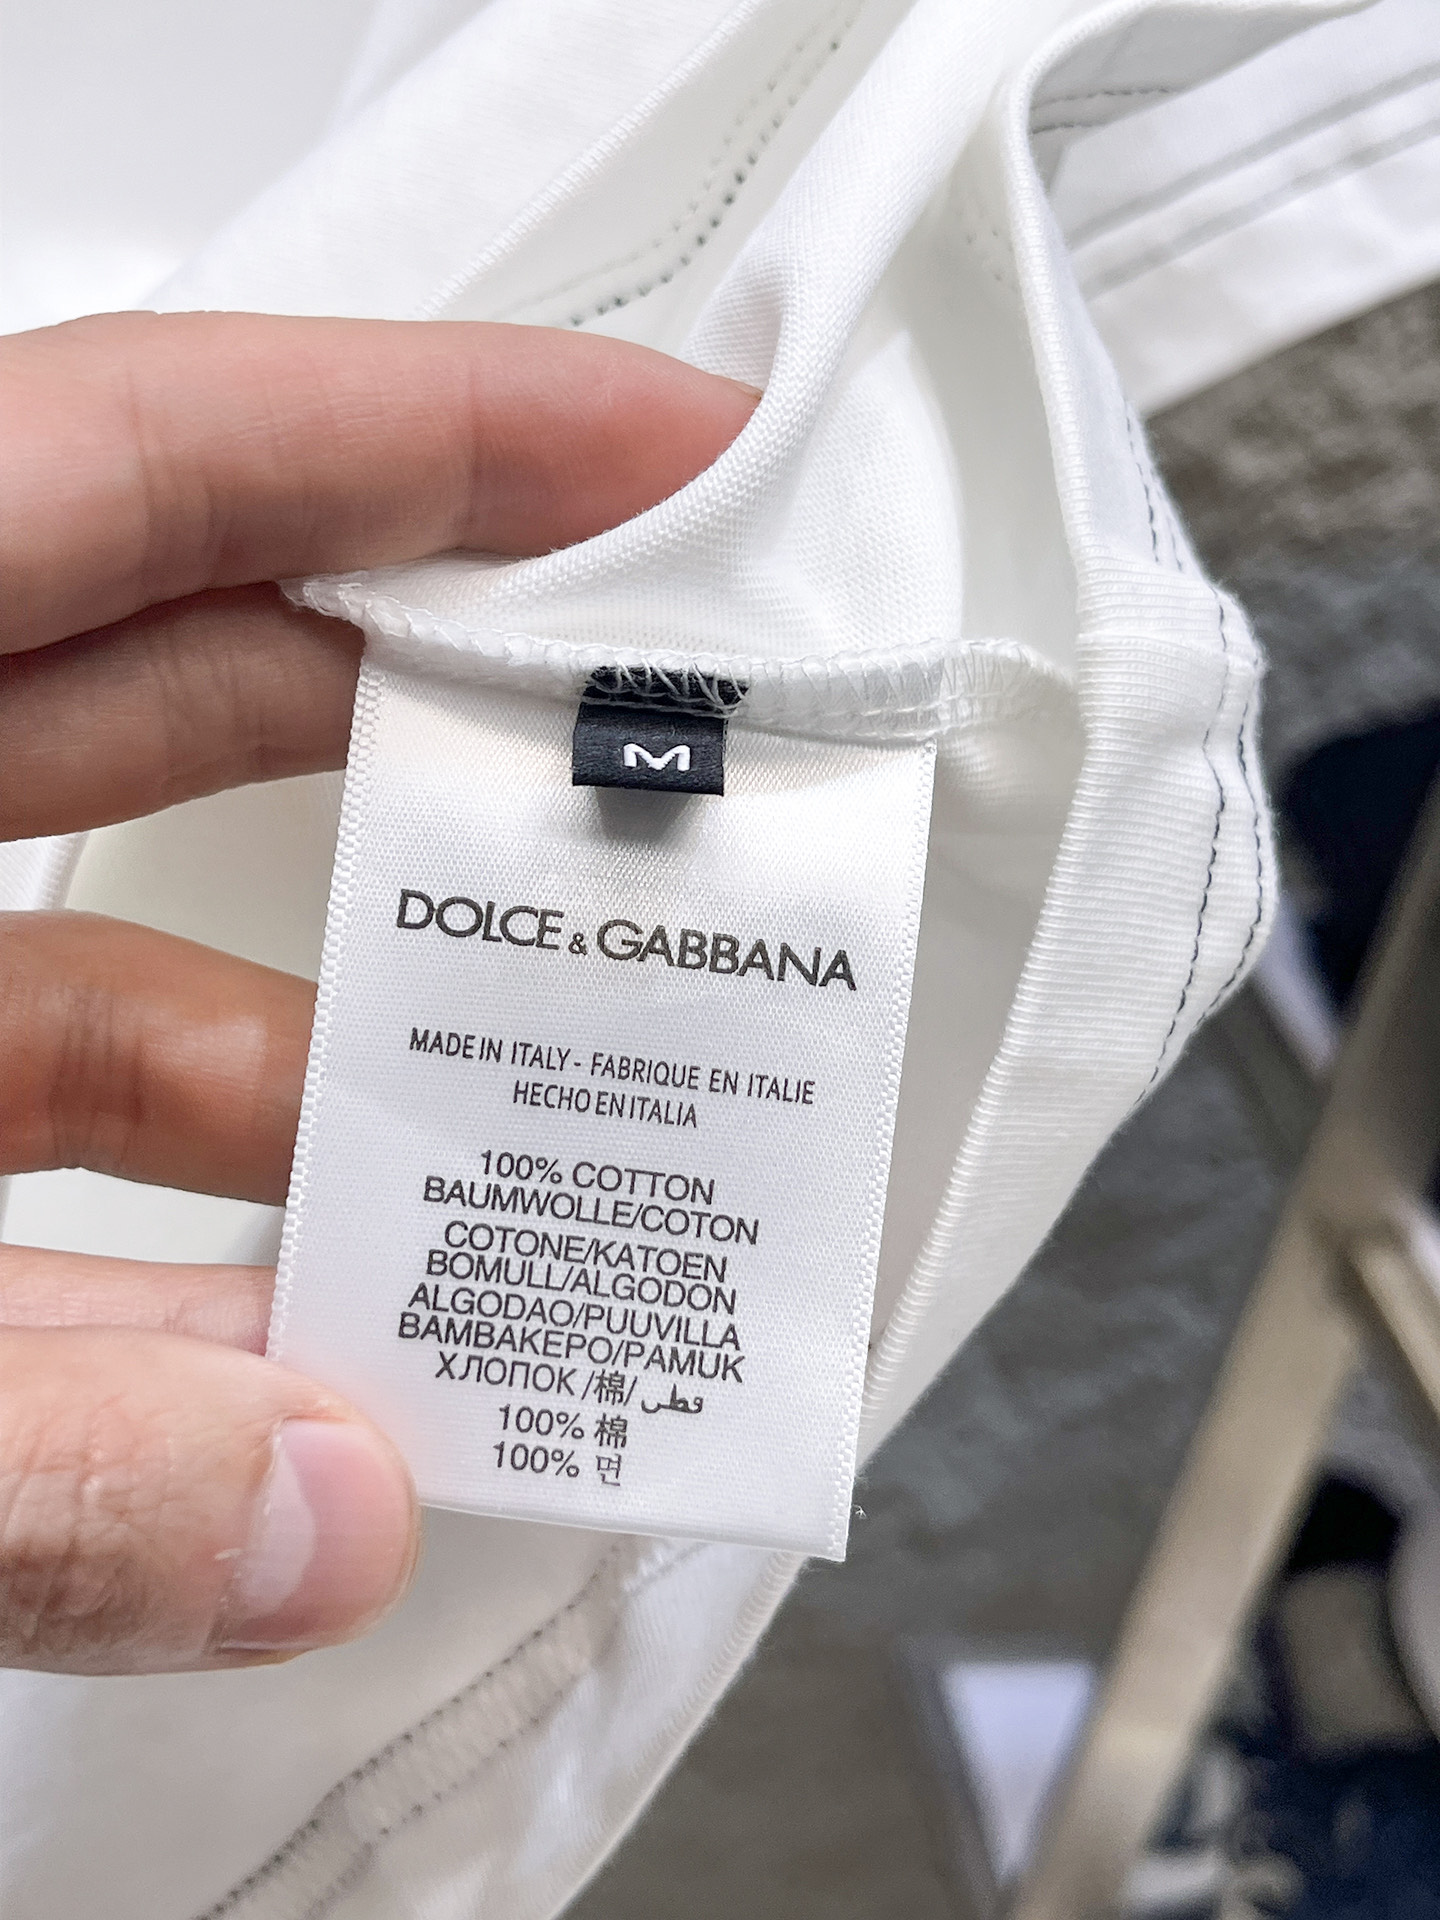 M
DOLCE & GABBANA
MADE IN ITALY - FABRIQUE EN ITALIE
HECHO EN ITALIA
100% COTTON
BAUMWOLLE/COTON
COTONE/KATOEN
BOMULL/ALGODON
ALGODAO/PUUVILLA
BAMBAKEPO/PAMUK
ХЛОПОК /棉/ قطن
100% 棉
100% 면